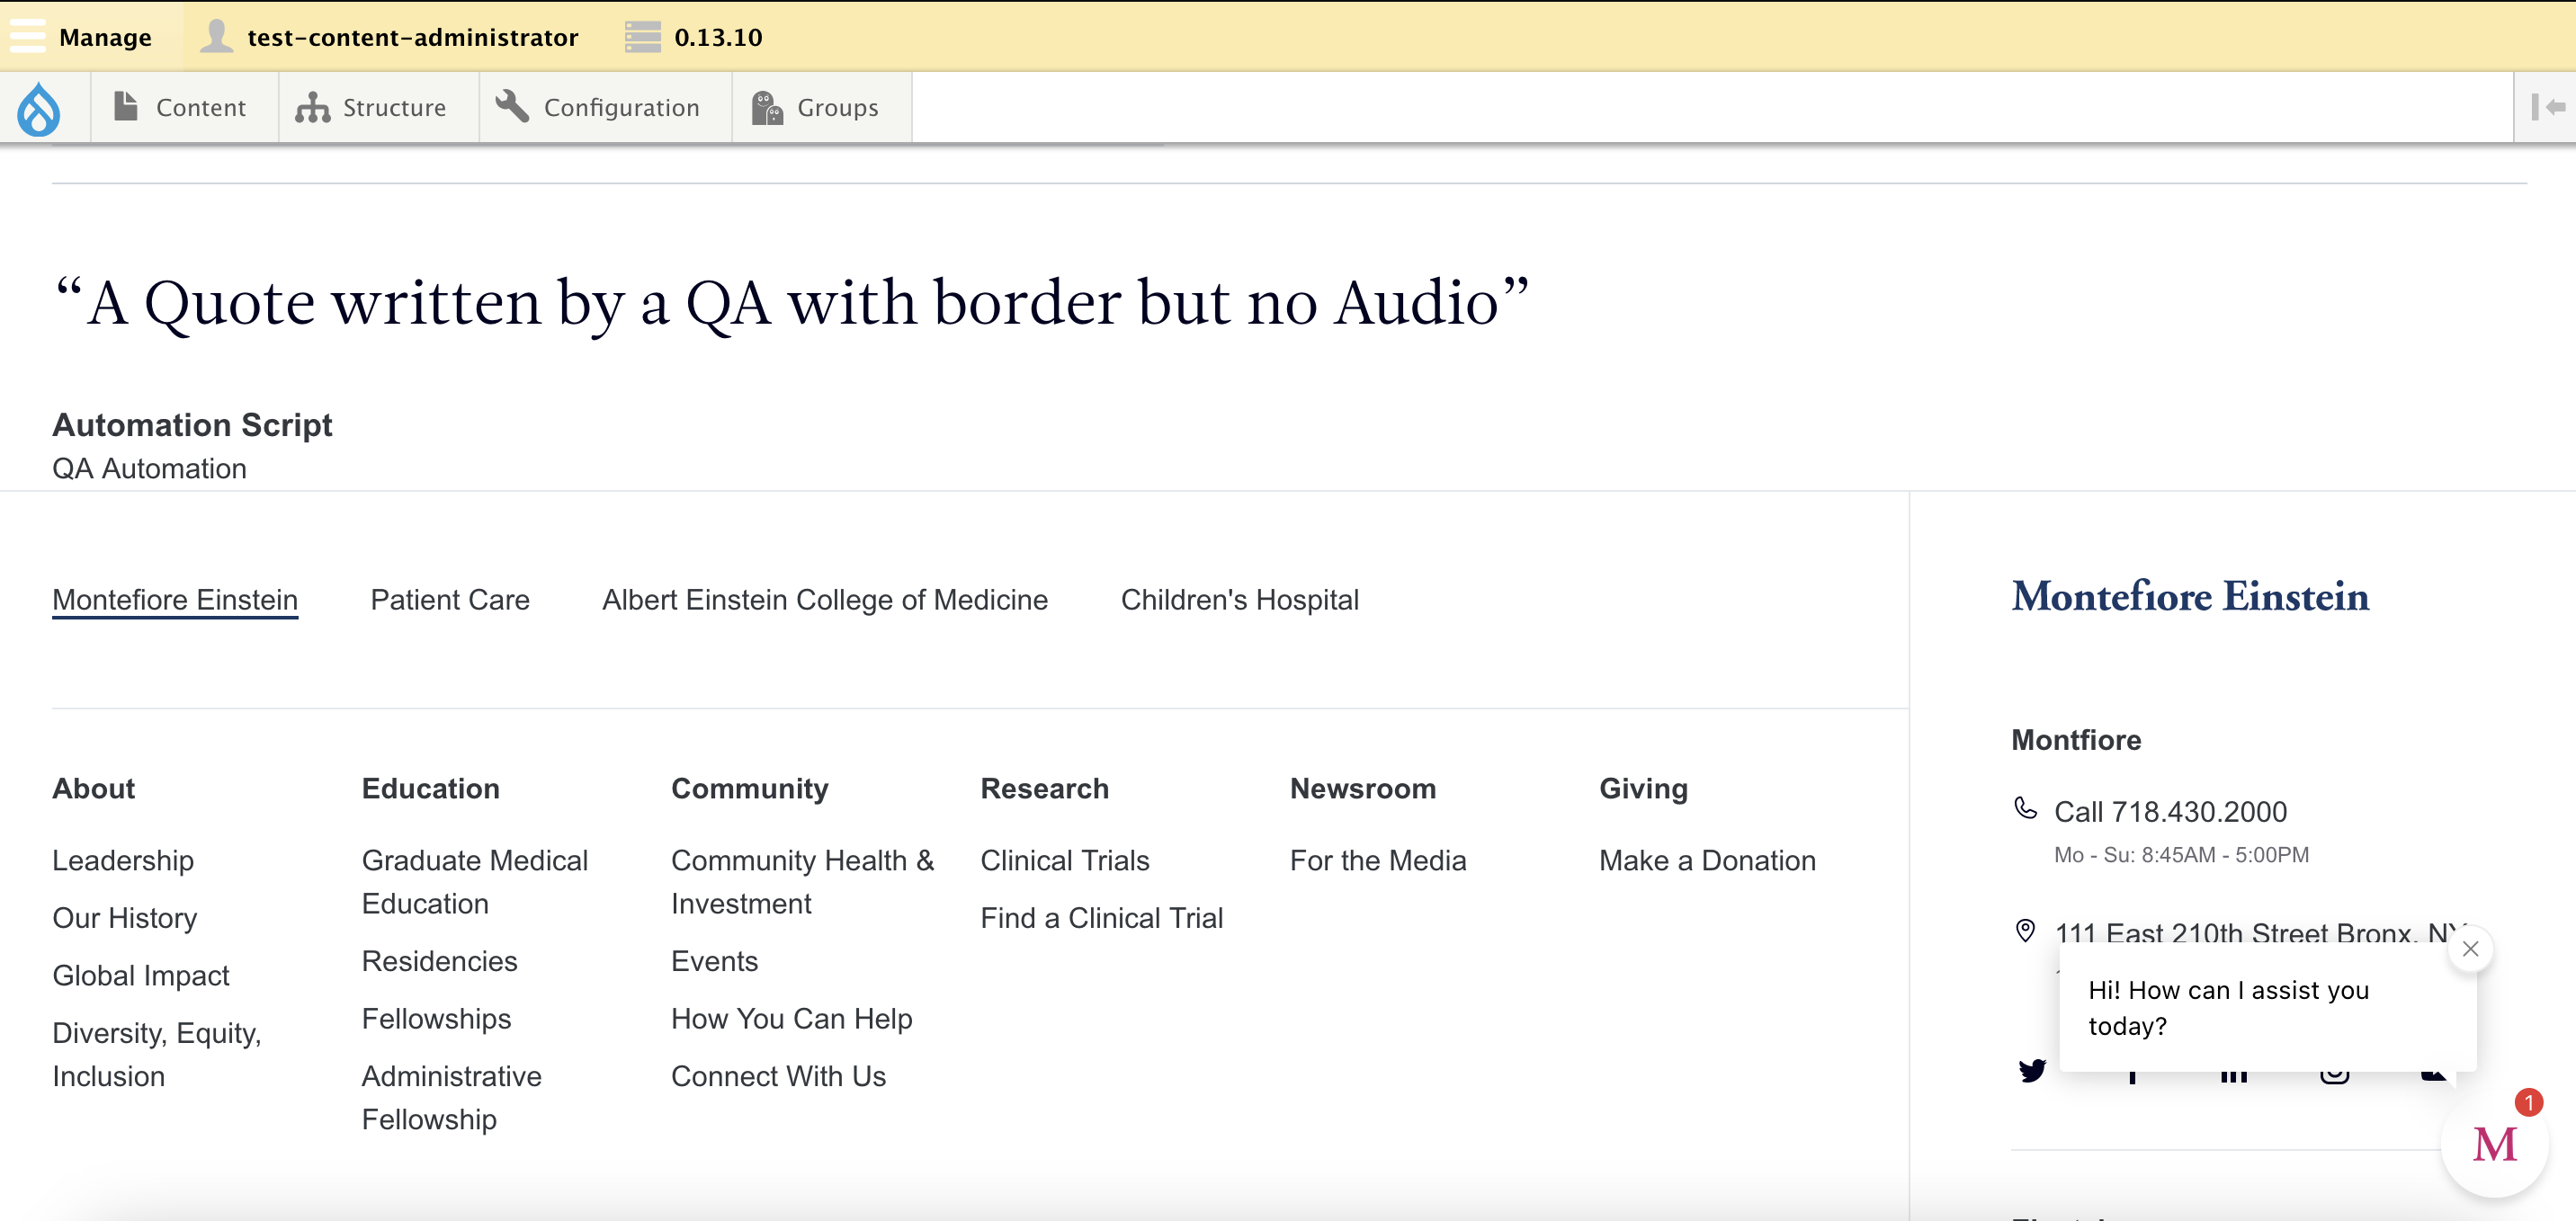 Manage test-content-administrator 0.13.10
Content Structure Configuration Groups
“A Quote written by a QA with border but no Audio”
Automation Script
QA Automation
Montefiore Einstein Patient Care Albert Einstein College of Medicine Children's Hospital
About
Leadership
Our History
Global Impact
Diversity, Equity,
Inclusion
Education
Graduate Medical
Education
Residencies
Fellowships
Administrative
Fellowship
Community
Community Health &
Investment
Events
How You Can Help
Connect With Us
Research
Clinical Trials
Find a Clinical Trial
Newsroom
For the Media
Giving
Make a Donation
Montefiore Einstein
Montfiore
Call 718.430.2000
Mo - Su: 8:45AM - 5:00PM
111 East 210th Street Bronx, NY
Hi! How can I assist you
today?
1
M